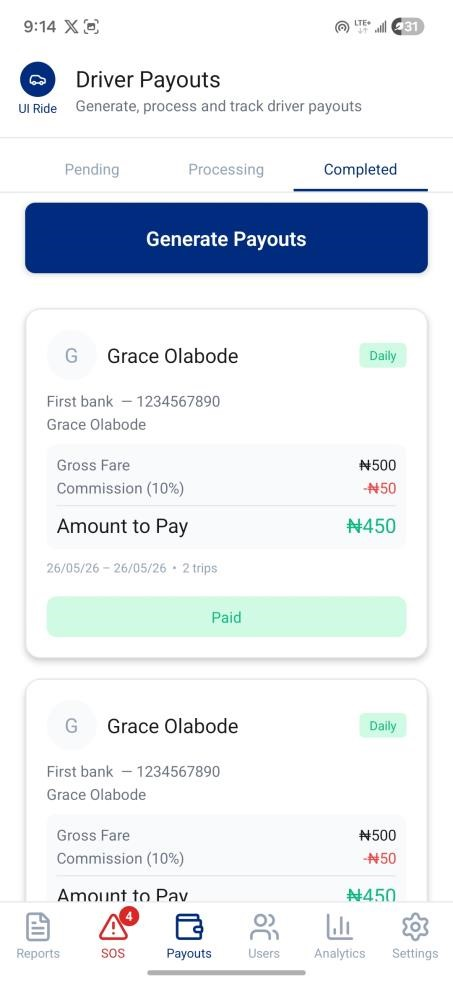 9:14
LTE+
31
Driver Payouts
UI Ride
Generate, process and track driver payouts
Pending Processing Completed
Generate Payouts
G Grace Olabode Daily
First bank – 1234567890
Grace Olabode
Gross Fare ₦500
Commission (10%) -₦50
Amount to Pay ₦450
26/05/26 – 26/05/26 • 2 trips
Paid
G Grace Olabode Daily
First bank – 1234567890
Grace Olabode
Gross Fare ₦500
Commission (10%) -₦50
Amount to Pay ₦450
4
Reports SOS Payouts Users Analytics Settings